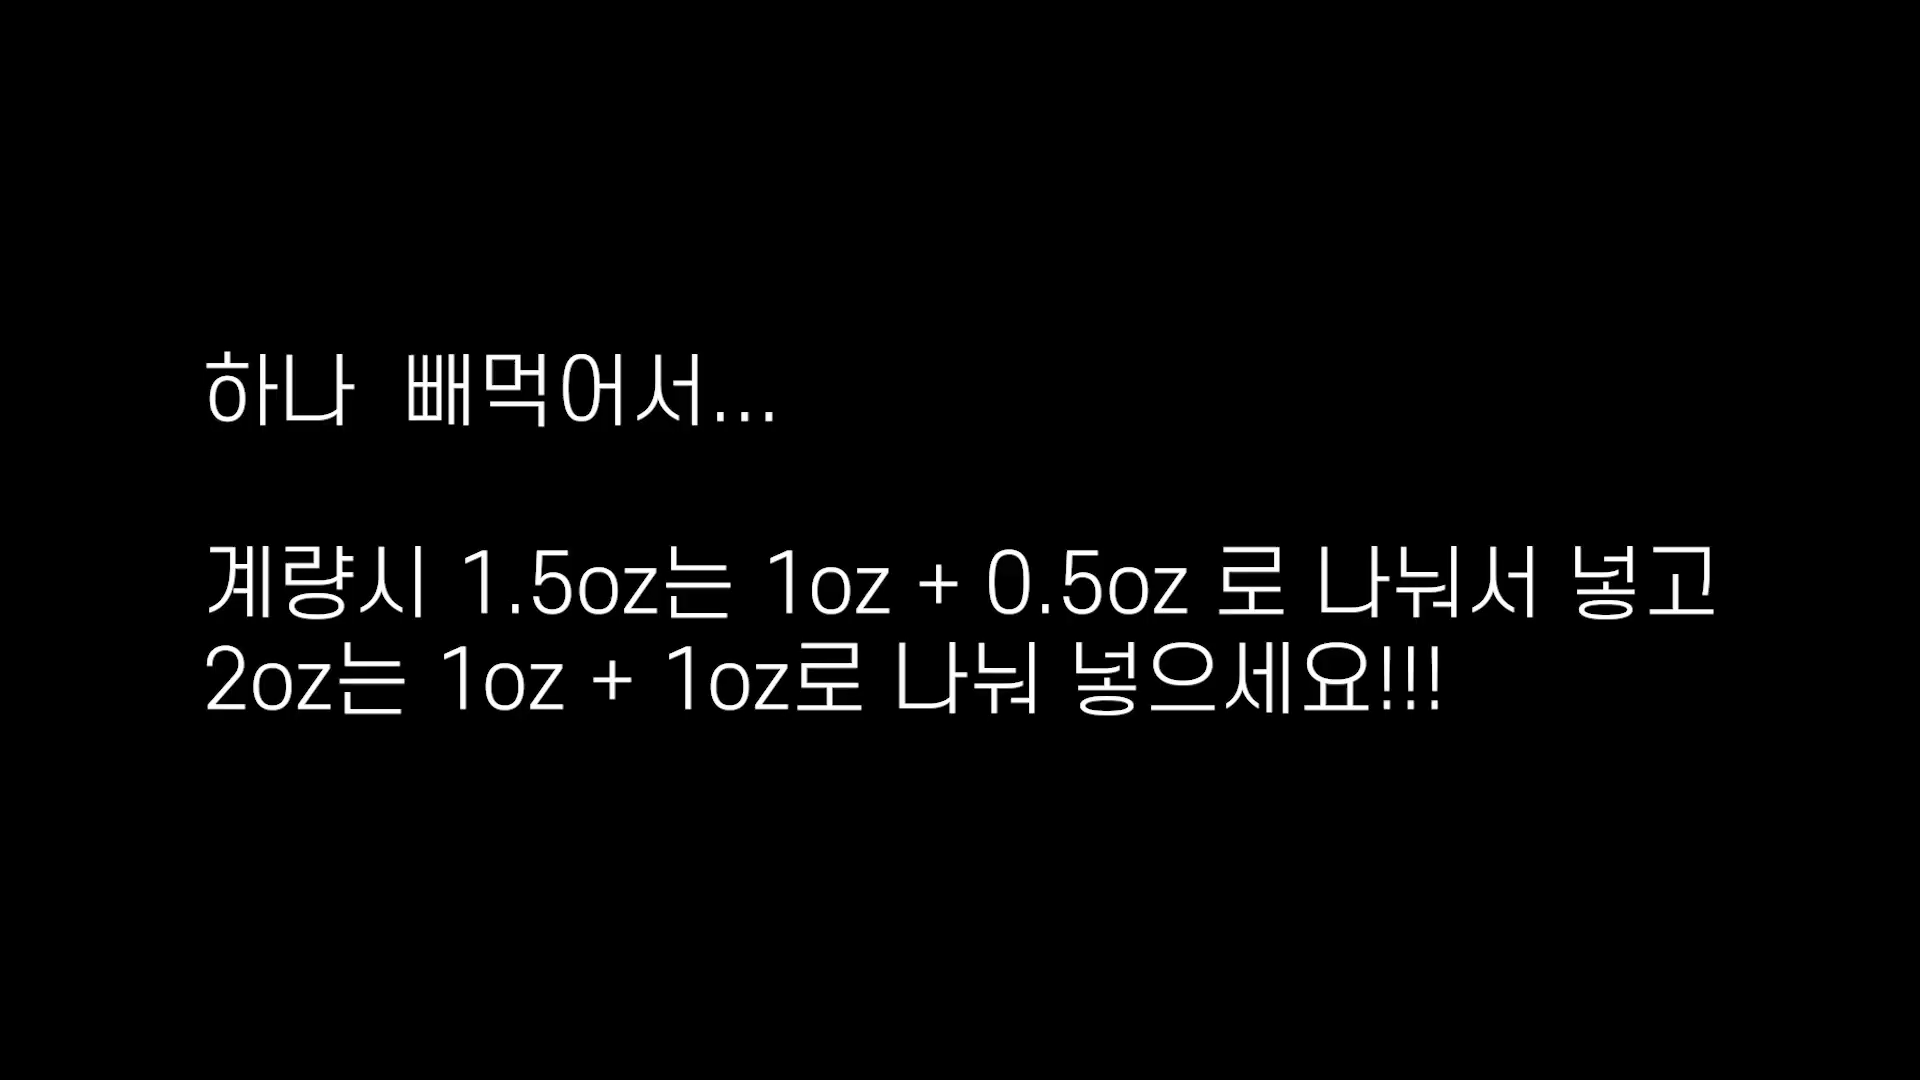 하나  빼먹어서...
계량시 1.5oz는 1oz + 0.5oz 로 나눠서 넣고
2oz는 1oz + 1oz로 나눠 넣으세요!!!